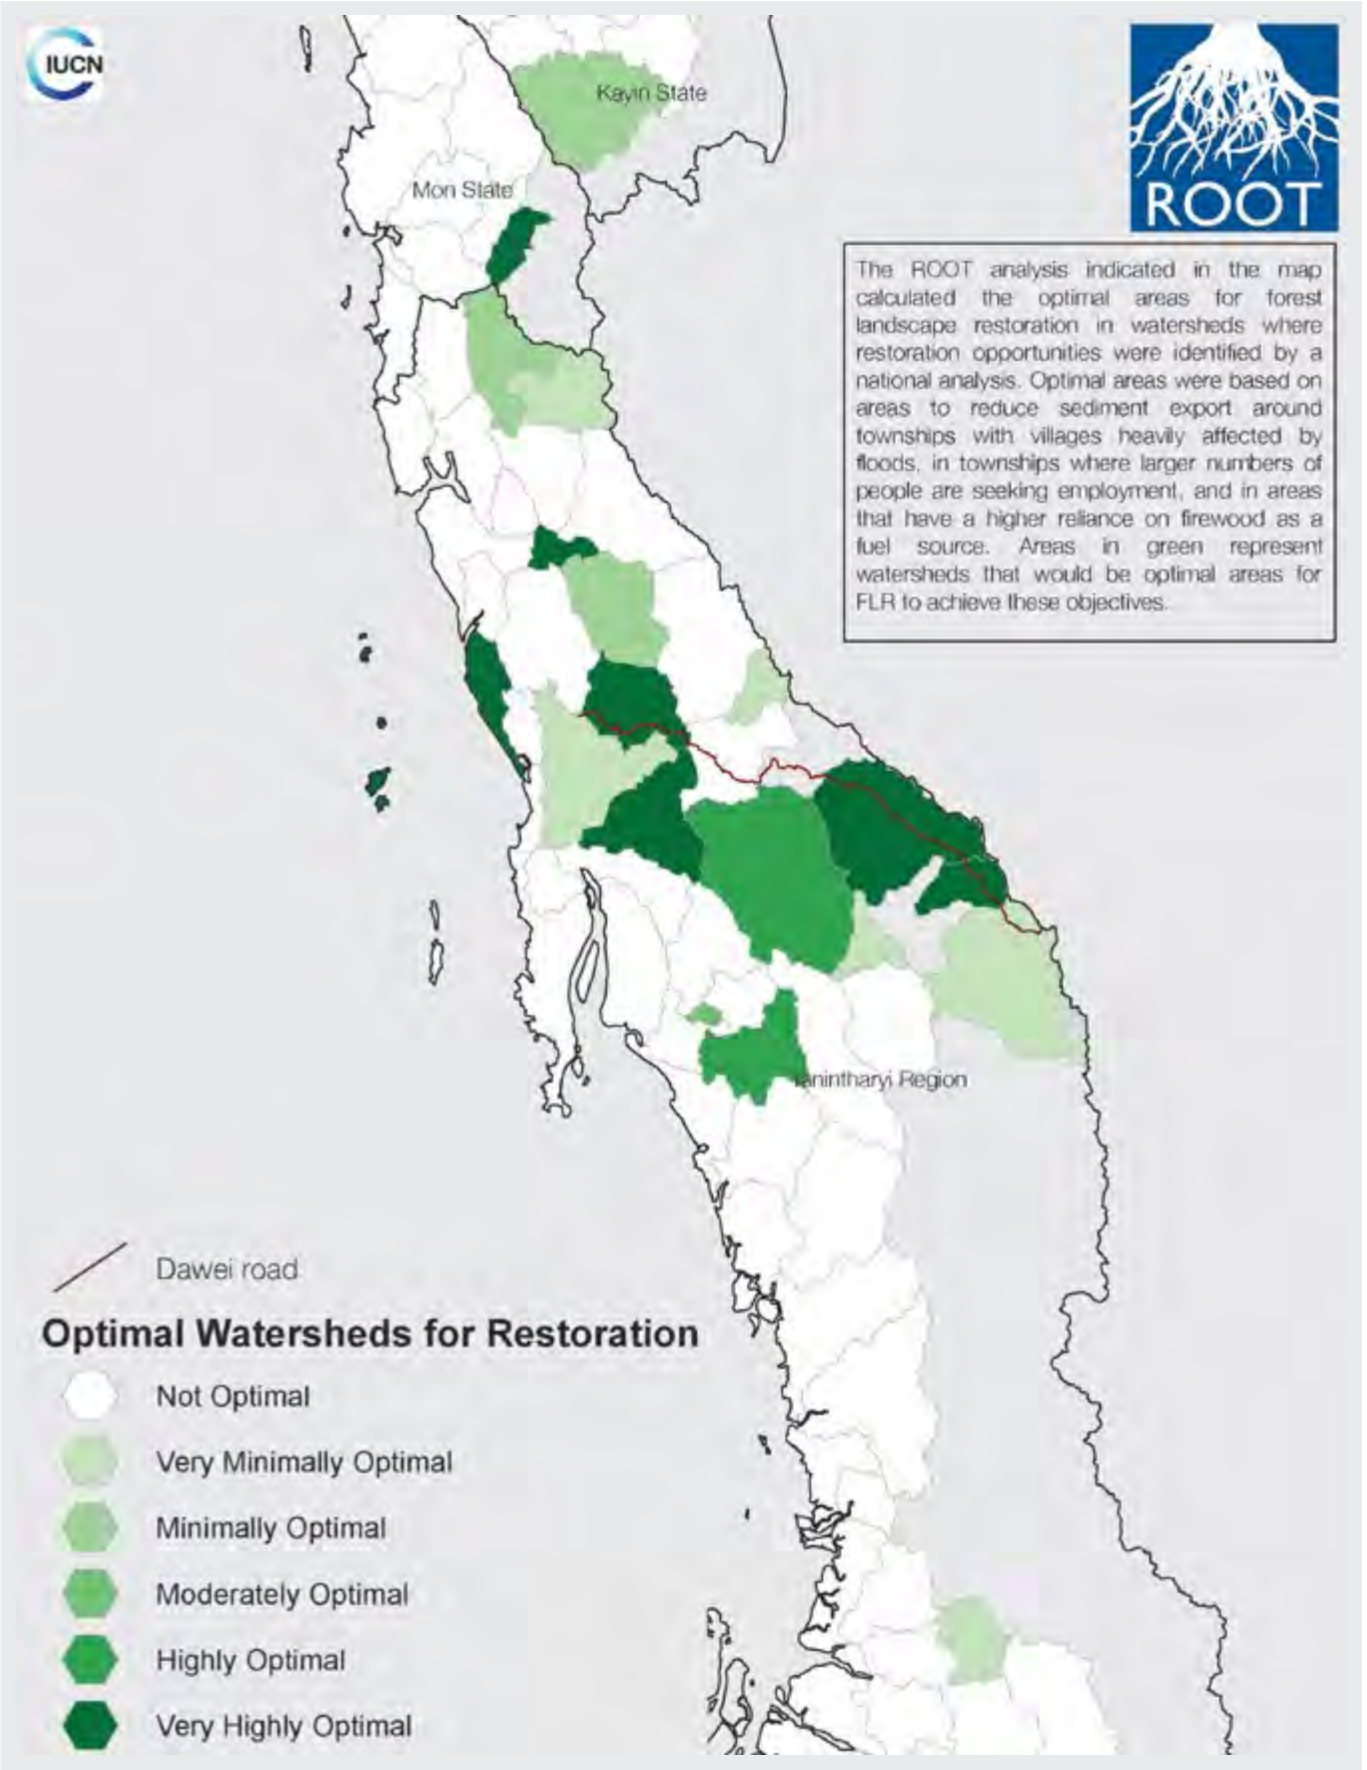 IUCN
Kayin State
Mon State
ROOT
The ROOT analysis indicated in the map
calculated the optimal areas for forest
landscape restoration in watersheds where
restoration opportunities were identified by a
national analysis. Optimal areas were based on
areas to reduce sediment export around
townships with villages heavily affected by
floods, in townships where larger numbers of
people are seeking employment, and in areas
that have a higher reliance on firewood as a
fuel source. Areas in green represent
watersheds that would be optimal areas for
FLR to achieve these objectives.
Tanintharyi Region
Dawei road
Optimal Watersheds for Restoration
Not Optimal
Very Minimally Optimal
Minimally Optimal
Moderately Optimal
Highly Optimal
Very Highly Optimal